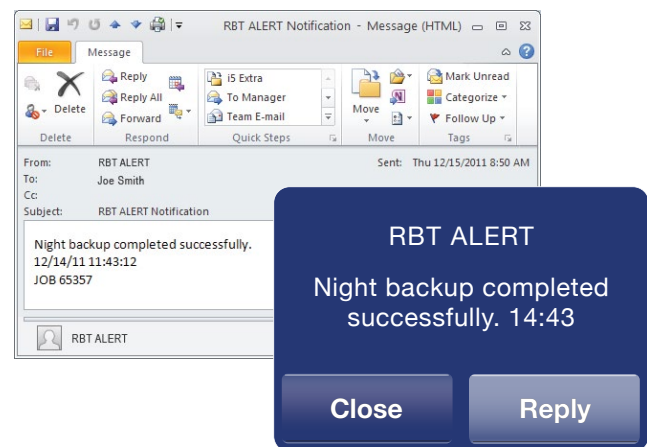 RBT ALERT Notification - Message (HTML)
File
Message
Delete
Reply
Reply All
Forward
i5 Extra
To Manager
Team E-mail
Move
Mark Unread
Categorize
Follow Up
Delete
Respond
Quick Steps
Move
Tags
From: RBT ALERT
Sent: Thu 12/15/2011 8:50 AM
To: Joe Smith
Cc:
Subject: RBT ALERT Notification
Night backup completed successfully.
12/14/11 11:43:12
JOB 65357
RBT ALERT
RBT ALERT
Night backup completed
successfully. 14:43
Close
Reply